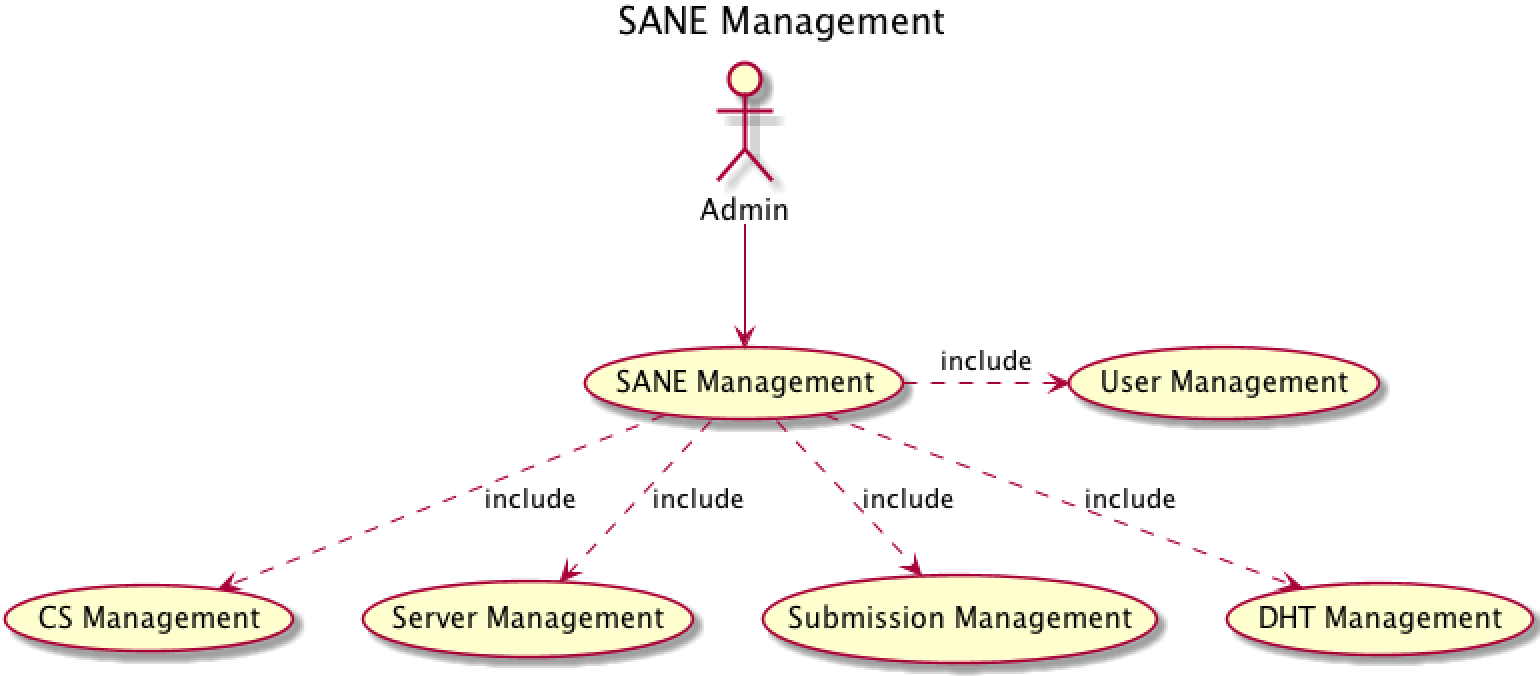 SANE Management
Admin
SANE Management
include
User Management
include
include
include
include
CS Management
Server Management
Submission Management
DHT Management